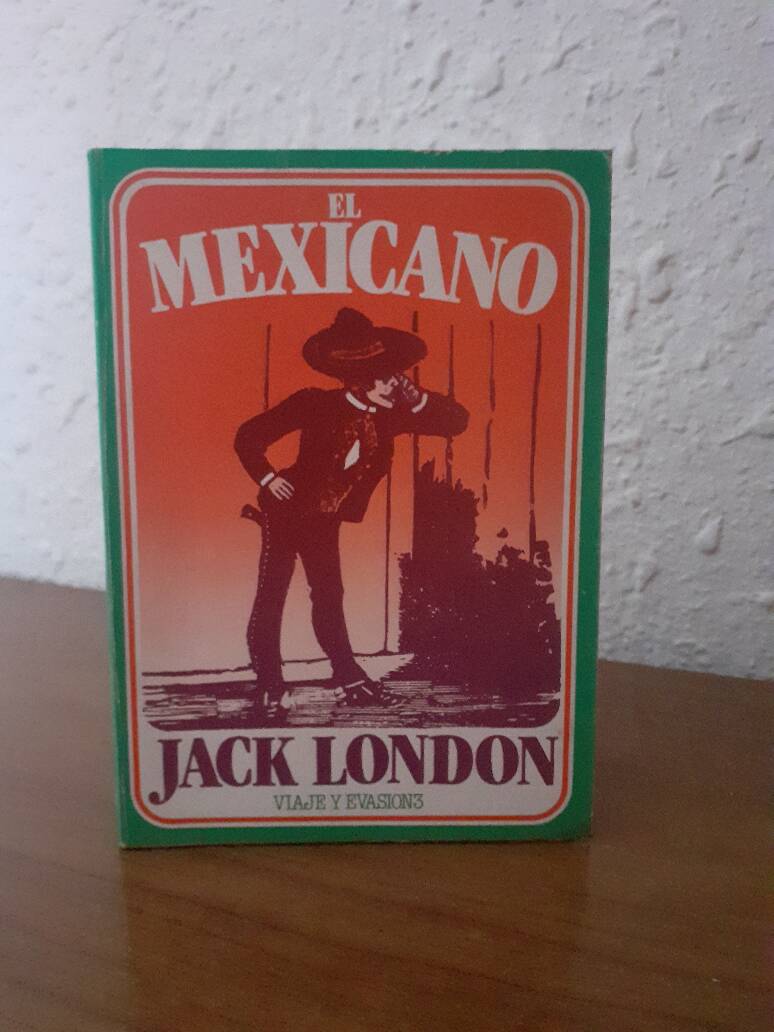 EL
MEXICANO
JACK LONDON
VIAJE Y EVASION3